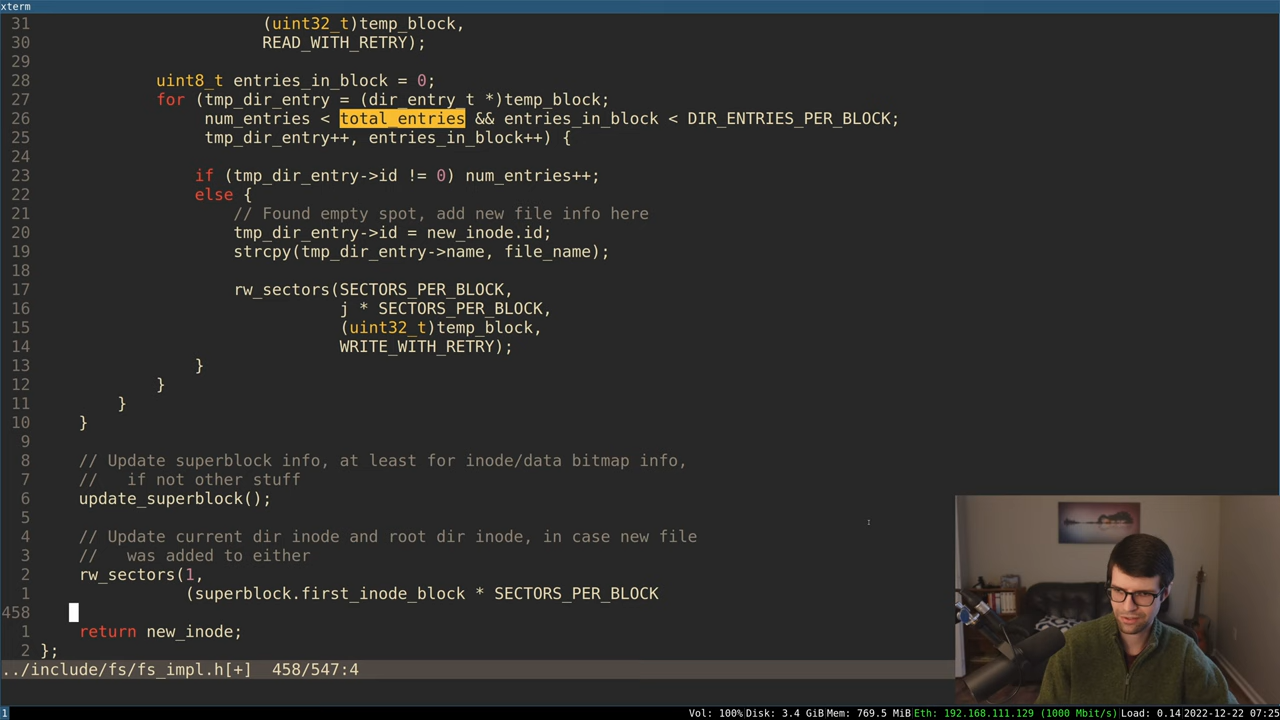 xterm
31                        (uint32_t)temp_block,
30                        READ_WITH_RETRY);
29
28             uint8_t entries_in_block = 0;
27             for (tmp_dir_entry = (dir_entry_t *)temp_block;
26                  num_entries < total_entries && entries_in_block < DIR_ENTRIES_PER_BLOCK;
25                  tmp_dir_entry++, entries_in_block++) {
24
23                 if (tmp_dir_entry->id != 0) num_entries++;
22                 else {
21                     // Found empty spot, add new file info here
20                     tmp_dir_entry->id = new_inode.id;
19                     strcpy(tmp_dir_entry->name, file_name);
18
17                     rw_sectors(SECTORS_PER_BLOCK,
16                                j * SECTORS_PER_BLOCK,
15                                (uint32_t)temp_block,
14                                WRITE_WITH_RETRY);
13                 }
12             }
11         }
10     }
9
8     // Update superblock info, at least for inode/data bitmap info,
7     //   if not other stuff
6     update_superblock();
5
4     // Update current dir inode and root dir inode, in case new file
3     //   was added to either
2     rw_sectors(1,
1                (superblock.first_inode_block * SECTORS_PER_BLOCK
458
1     return new_inode;
2 };
../include/fs/fs_impl.h[+]  458/547:4
1 Vol: 100% Disk: 3.4 GiB Mem: 769.5 MiB Eth: 192.168.111.129 (1000 Mbit/s) Load: 0.14 2022-12-22 07:25